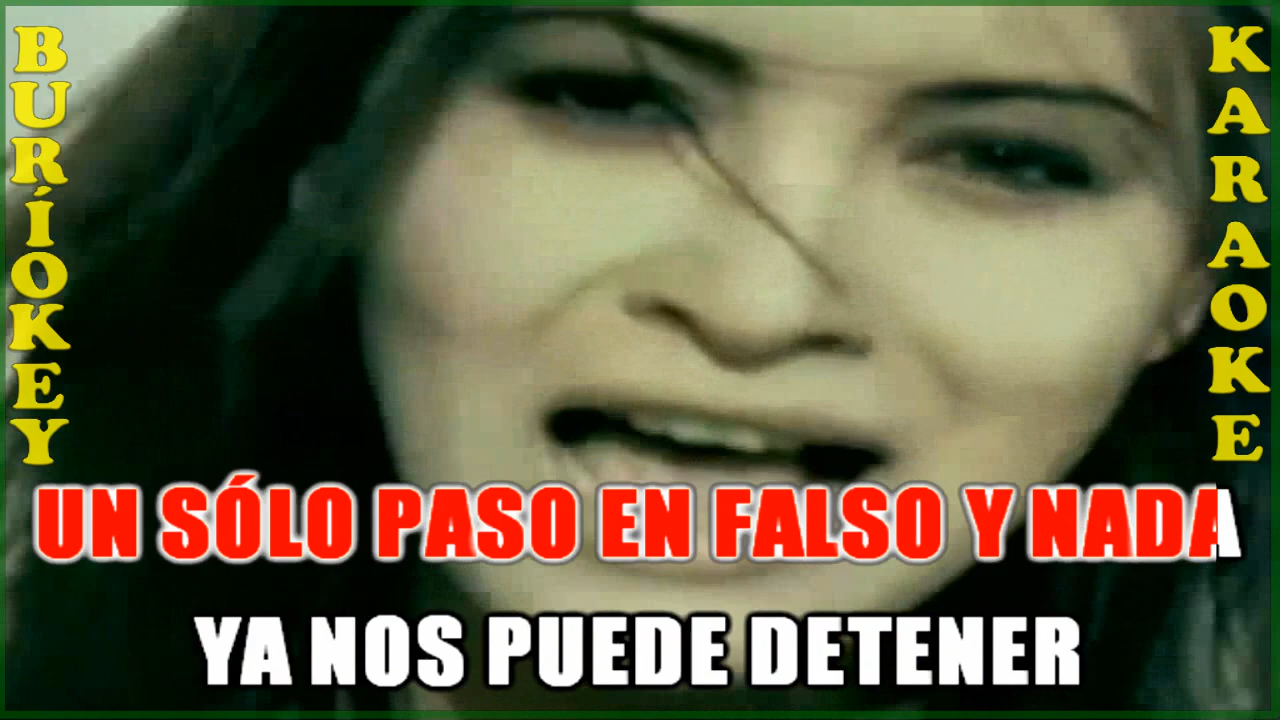 BURÍOKEY
KARAOKE
UN SÓLO PASO EN FALSO Y NADA
YA NOS PUEDE DETENER